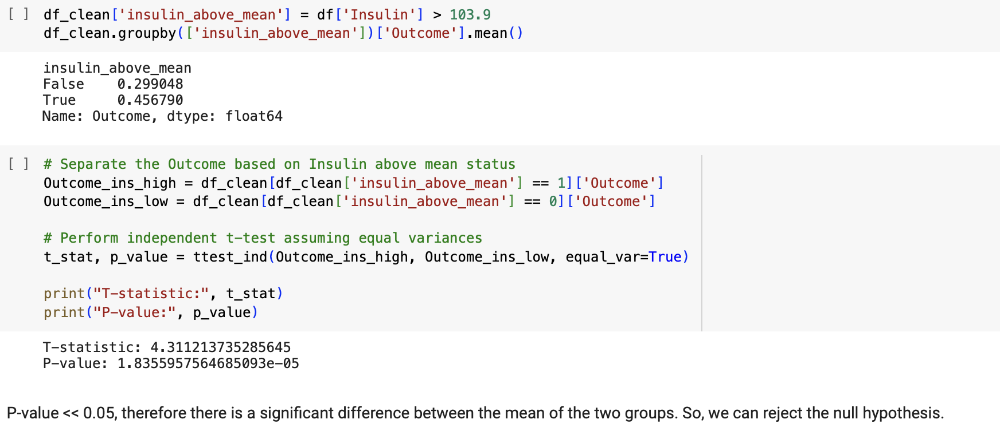 [ ] df_clean['insulin_above_mean'] = df['Insulin'] > 103.9
df_clean.groupby(['insulin_above_mean'])['Outcome'].mean()
insulin_above_mean
False    0.299048
True     0.456790
Name: Outcome, dtype: float64
[ ] # Separate the Outcome based on Insulin above mean status
Outcome_ins_high = df_clean[df_clean['insulin_above_mean'] == 1]['Outcome']
Outcome_ins_low = df_clean[df_clean['insulin_above_mean'] == 0]['Outcome']
# Perform independent t-test assuming equal variances
t_stat, p_value = ttest_ind(Outcome_ins_high, Outcome_ins_low, equal_var=True)
print("T-statistic:", t_stat)
print("P-value:", p_value)
T-statistic: 4.311213735285645
P-value: 1.8355957564685093e-05
P-value << 0.05, therefore there is a significant difference between the mean of the two groups. So, we can reject the null hypothesis.